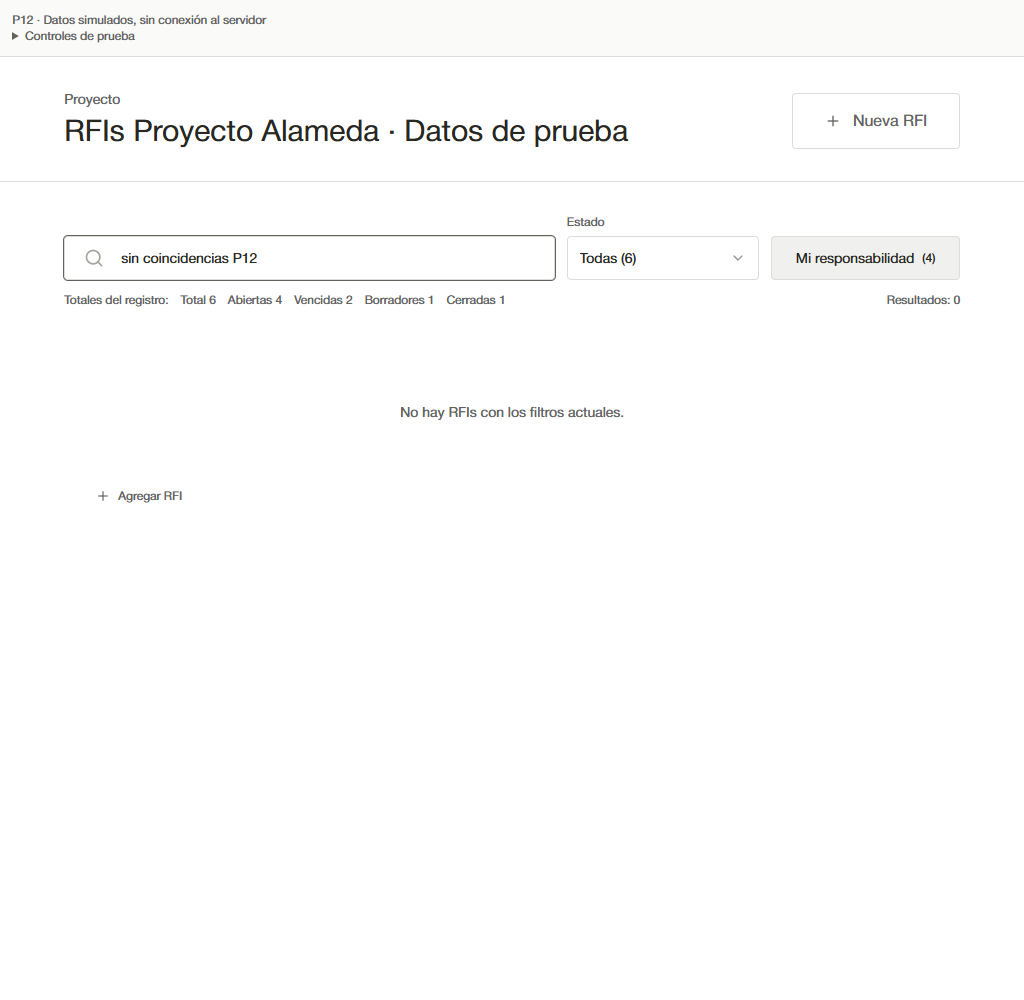 P12 · Datos simulados, sin conexión al servidor
Controles de prueba
Proyecto
RFIs Proyecto Alameda · Datos de prueba
Nueva RFI
Estado
sin coincidencias P12
Todas (6)
Mi responsabilidad (4)
Totales del registro: Total 6 Abiertas 4 Vencidas 2 Borradores 1 Cerradas 1
Resultados: 0
No hay RFIs con los filtros actuales.
Agregar RFI